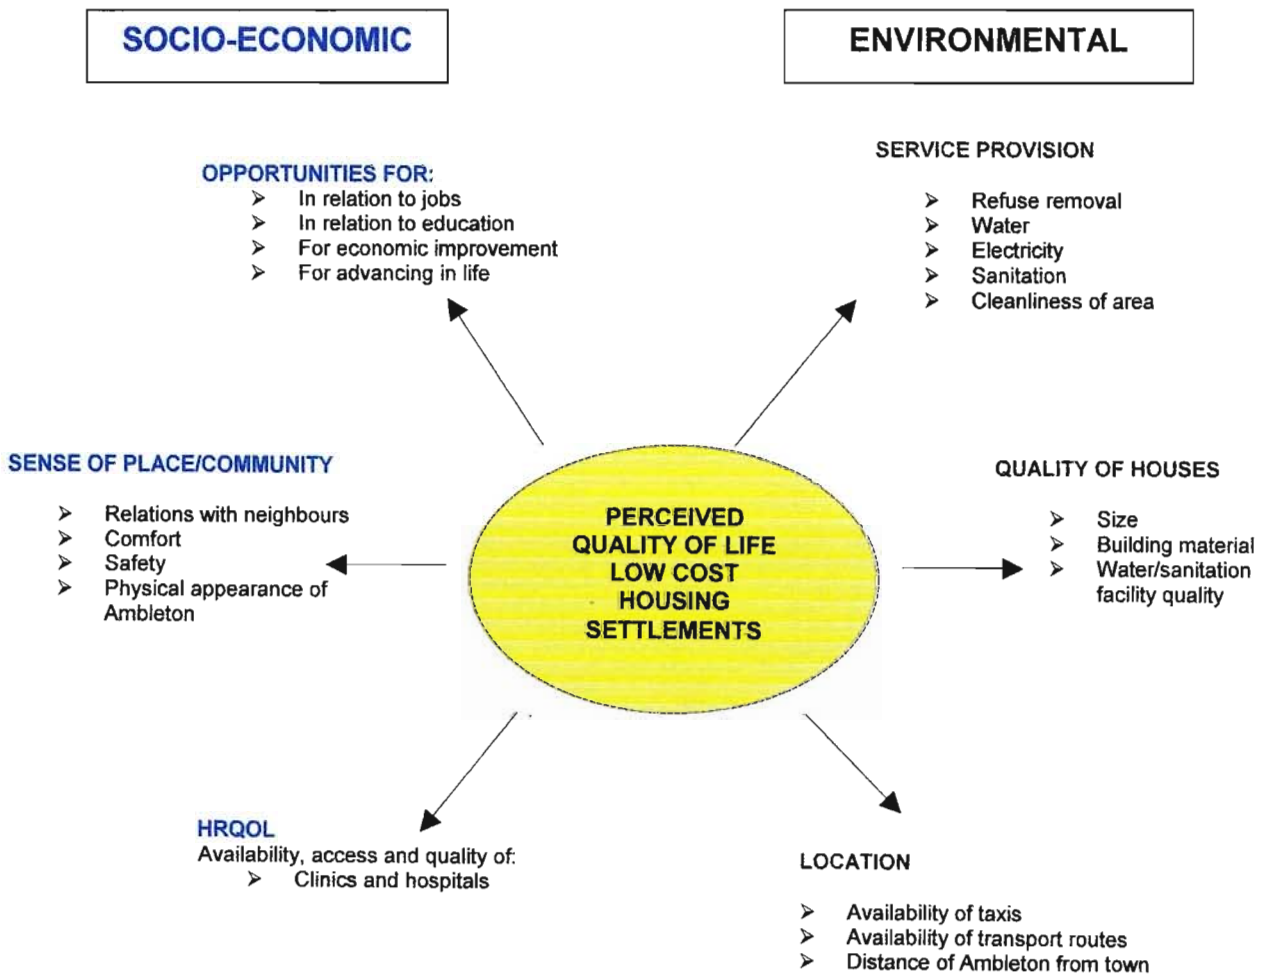 SOCIO-ECONOMIC
ENVIRONMENTAL
OPPORTUNITIES FOR:
➢ In relation to jobs
➢ In relation to education
➢ For economic improvement
➢ For advancing in life
SERVICE PROVISION
➢ Refuse removal
➢ Water
➢ Electricity
➢ Sanitation
➢ Cleanliness of area
SENSE OF PLACE/COMMUNITY
➢ Relations with neighbours
➢ Comfort
➢ Safety
➢ Physical appearance of
Ambleton
PERCEIVED
QUALITY OF LIFE
LOW COST
HOUSING
SETTLEMENTS
QUALITY OF HOUSES
➢ Size
➢ Building material
➢ Water/sanitation
facility quality
HRQOL
Availability, access and quality of:
➢ Clinics and hospitals
LOCATION
➢ Availability of taxis
➢ Availability of transport routes
➢ Distance of Ambleton from town